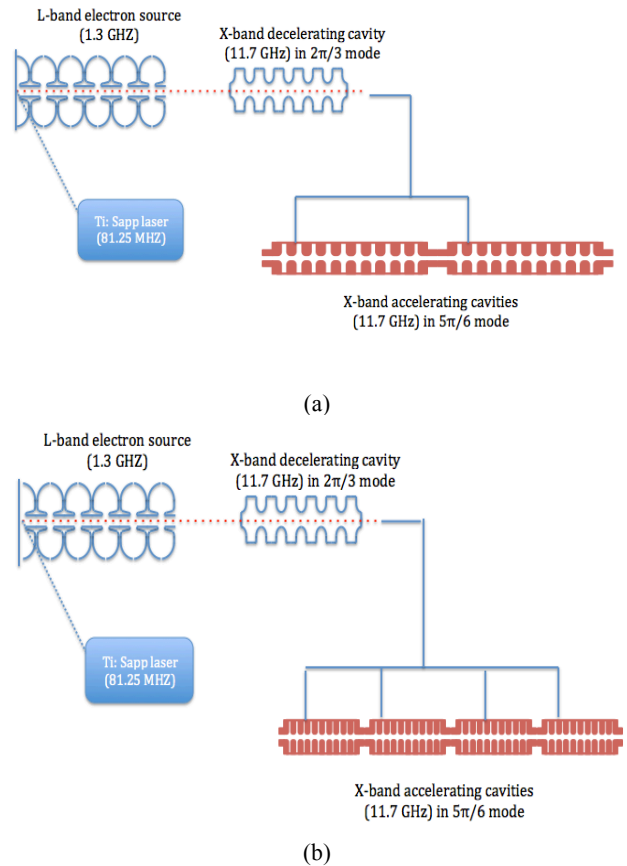 L-band electron source
(1.3 GHZ)
X-band decelerating cavity
(11.7 GHz) in 2π/3 mode
Ti: Sapp laser
(81.25 MHZ)
X-band accelerating cavities
(11.7 GHz) in 5π/6 mode
(a)
L-band electron source
(1.3 GHZ)
X-band decelerating cavity
(11.7 GHz) in 2π/3 mode
Ti: Sapp laser
(81.25 MHZ)
X-band accelerating cavities
(11.7 GHz) in 5π/6 mode
(b)